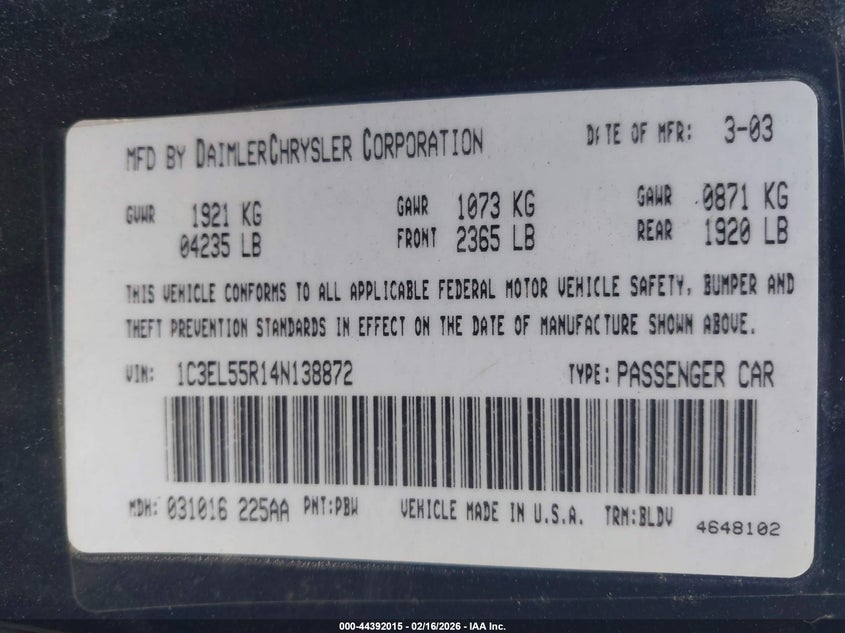 MFD BY DAIMLERCHRYSLER CORPORATION DATE OF MFR: 3-03
GVWR 1921 KG GAWR 1073 KG GAWR 0871 KG
04235 LB FRONT 2365 LB REAR 1920 LB
THIS VEHICLE CONFORMS TO ALL APPLICABLE FEDERAL MOTOR VEHICLE SAFETY, BUMPER AND
THEFT PREVENTION STANDARDS IN EFFECT ON THE DATE OF MANUFACTURE SHOWN ABOVE.
VIN: 1C3EL55R14N138872 TYPE: PASSENGER CAR
MDH: 031016 225AA PNT:PBW VEHICLE MADE IN U.S.A. TRM:BLDV
4648102
000-44392015 - 02/16/2026 - IAA Inc.